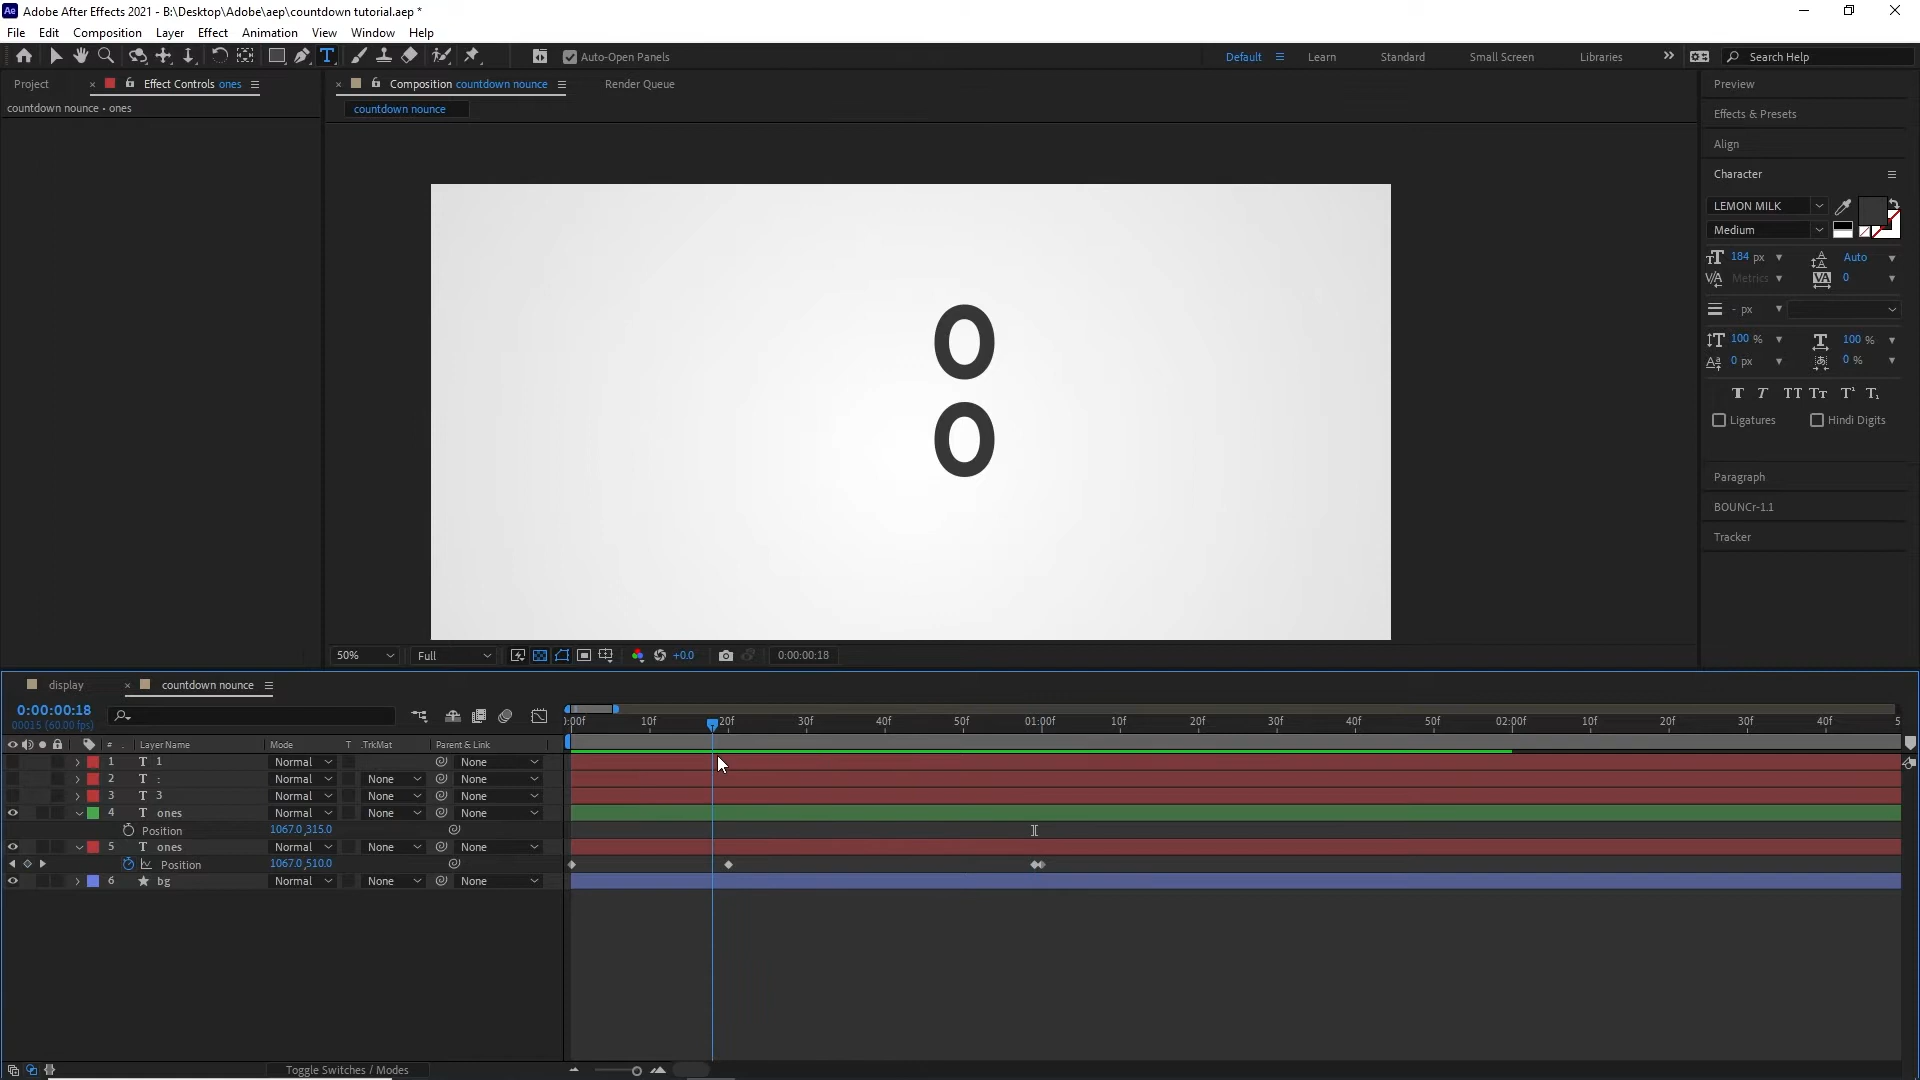 Ae Adobe After Effects 2021 - B:\Desktop\Adobe\aep\countdown tutorial.aep *
File Edit Composition Layer Effect Animation View Window Help
T Auto-Open Panels Default Learn Standard Small Screen Libraries Search Help
Project Effect Controls ones Composition countdown nounce Render Queue
countdown nounce • ones
countdown nounce
0
0
Preview
Effects & Presets
Align
Character
LEMON MILK
Medium
184 px Auto
Metrics 0
- px
100 % 100 %
0 px 0 %
T T TT Tt T¹ T₁
Ligatures Hindi Digits
Paragraph
BOUNCr-1.1
Tracker
50% Full +0.0 0:00:00:18
display countdown nounce
0:00:00:18
00015 (60.00 fps)
:00f 10f 20f 30f 40f 50f 01:00f 10f 20f 30f 40f 50f 02:00f 10f 20f 30f 40f 5
# . Layer Name Mode T .TrkMat Parent & Link
1 T 1 Normal None
2 T : Normal None None
3 T 3 Normal None None
4 T ones Normal None None
Position 1067.0,315.0
5 T ones Normal None None
Position 1067.0,510.0
6 bg Normal None None
Toggle Switches / Modes